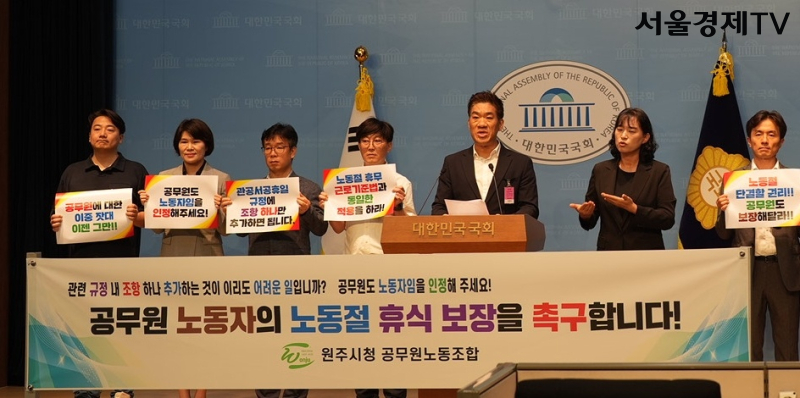 서울경제TV
대한민국국회
NATIONAL ASSEMBLY OF THE REPUBLIC OF KOREA
대한민국국회
공무원에 대한
이중 잣대
이젠 그만!!
공무원도
노동자임을
인정해주세요!
관공서공휴일
규정에
조항 하나만
추가하면 됩니다.
노동절 휴무
근로기준법과
동일한
적용을 하라!
대한민국국회
노동절
단결할 권리!!
공무원도
보장해달라!!
관련 규정 내 조항 하나 추가하는 것이 이리도 어려운 일입니까? 공무원도 노동자임을 인정해 주세요!
공무원 노동자의 노동절 휴식 보장을 촉구합니다!
원주시청 공무원노동조합